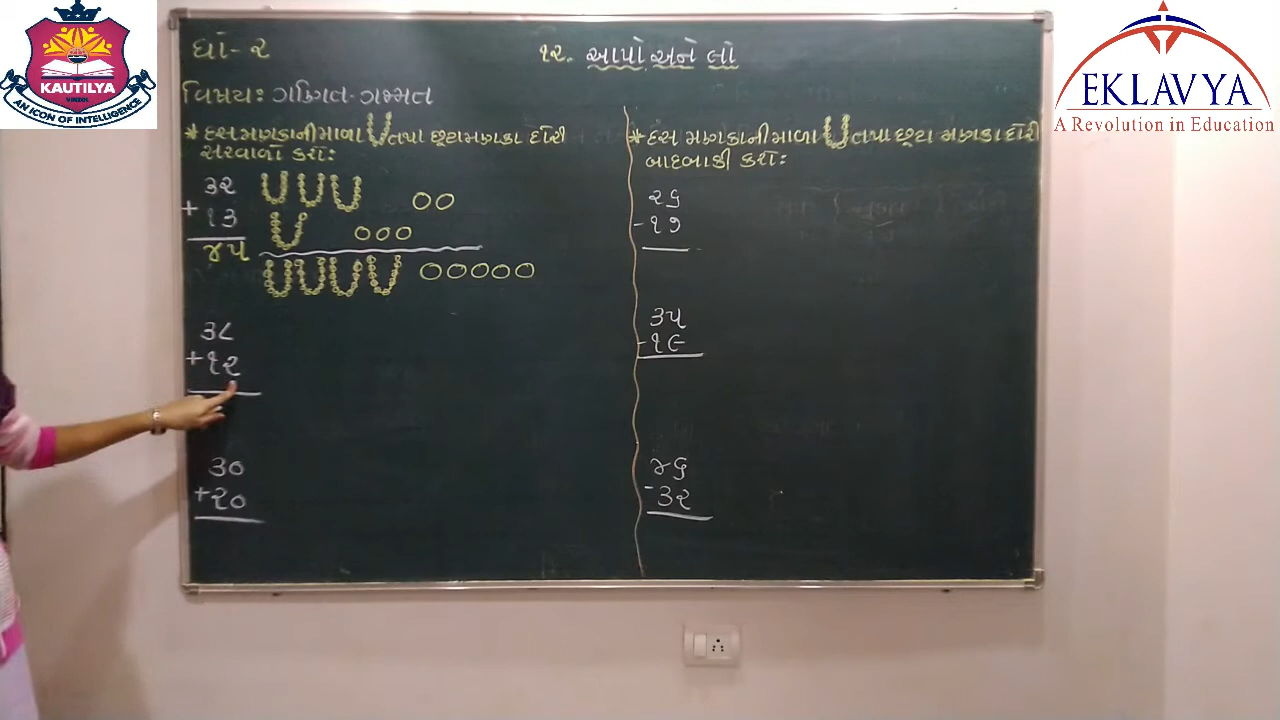 KAUTILYA
VINZOL
AN ICON OF INTELLIGENCE
EKLAVYA
A Revolution in Education
ધો- ૨
૧૨. આપો અને લો
વિષય: ગણિત-ગમ્મત
* દસ મણકાની માળા તથા છૂટા મણકા દોરી
સરવાળો કરો:
૩૨
+ ૧૩
૪૫
૩૮
+ ૧૨
૩૦
+ ૨૦
* દસ મણકાની માળા તથા છૂટા મણકા દોરી
બાદબાકી કરો:
૨૬
- ૧૭
૩૫
- ૧૯
૪૬
- ૩૨